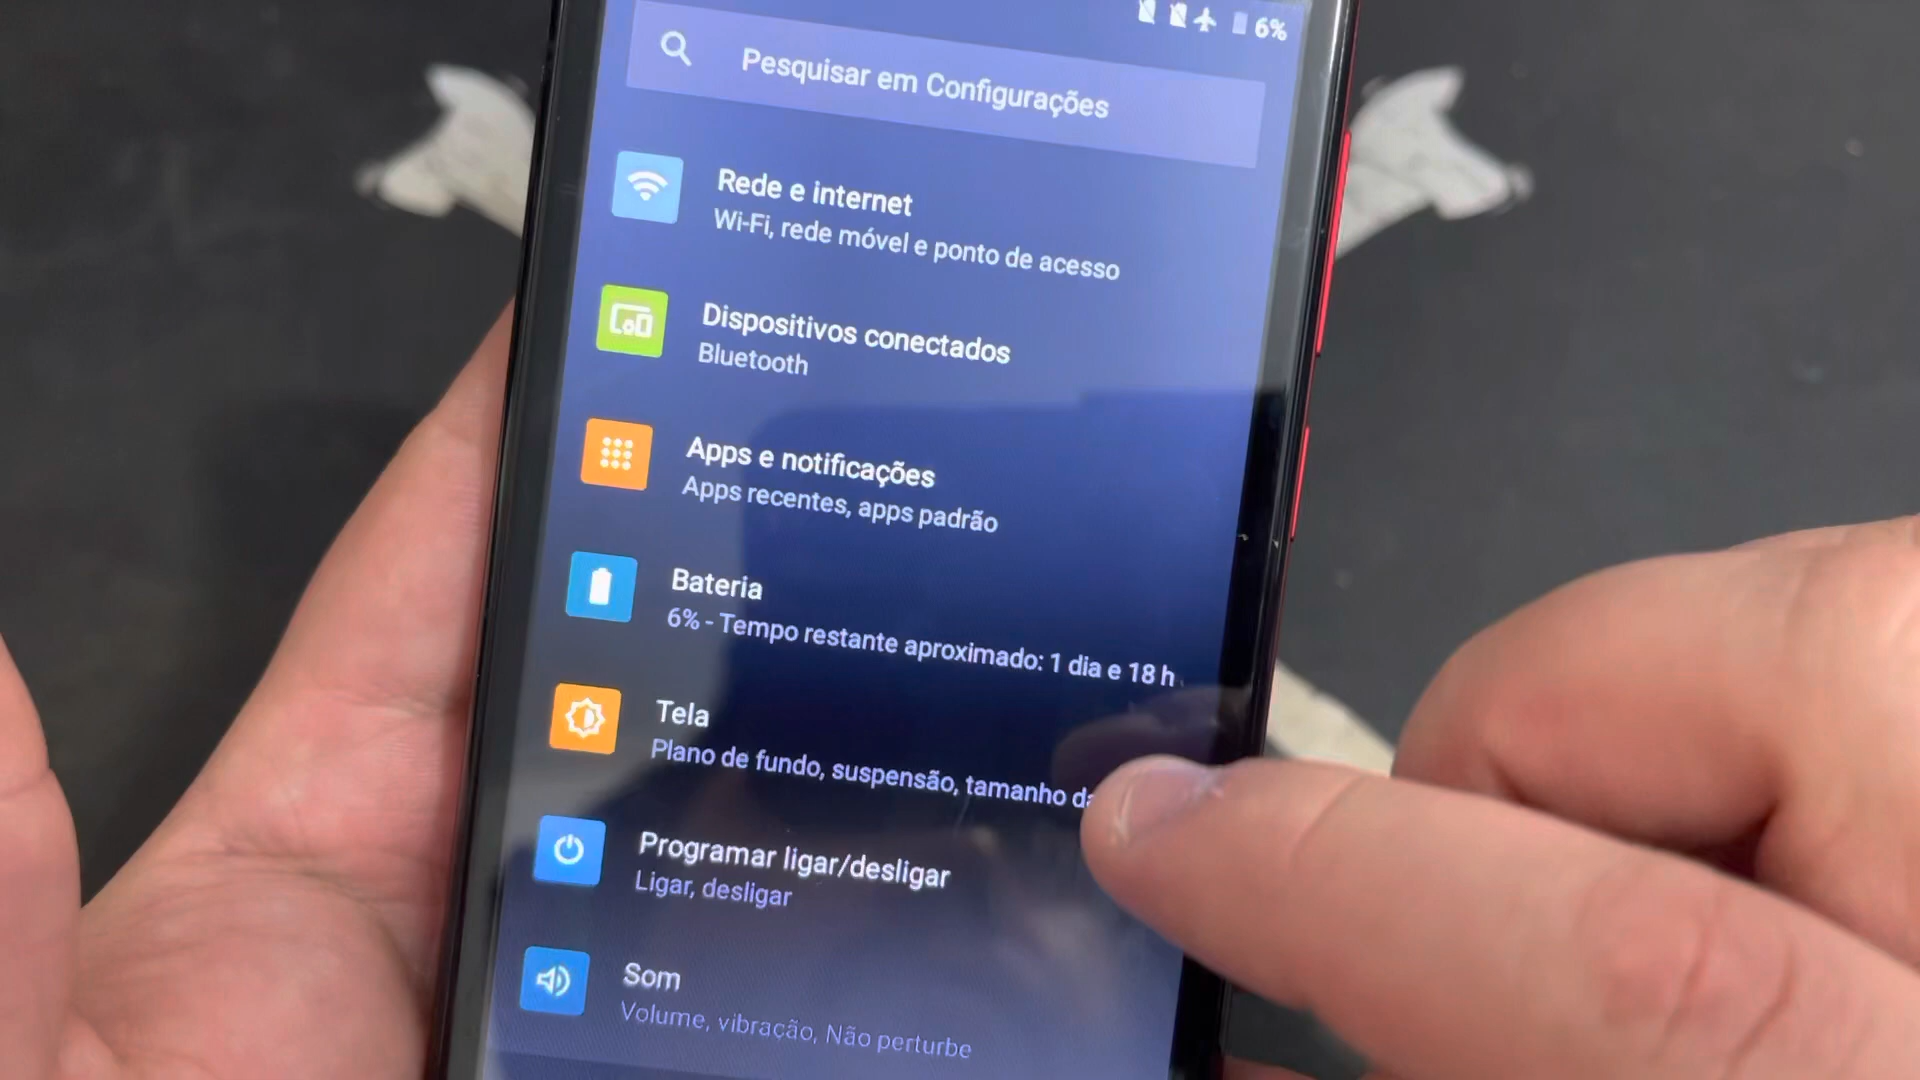 6%
Pesquisar em Configurações
Rede e internet
Wi-Fi, rede móvel e ponto de acesso
Dispositivos conectados
Bluetooth
Apps e notificações
Apps recentes, apps padrão
Bateria
6% - Tempo restante aproximado: 1 dia e 18 h
Tela
Plano de fundo, suspensão, tamanho da
Programar ligar/desligar
Ligar, desligar
Som
Volume, vibração, Não perturbe